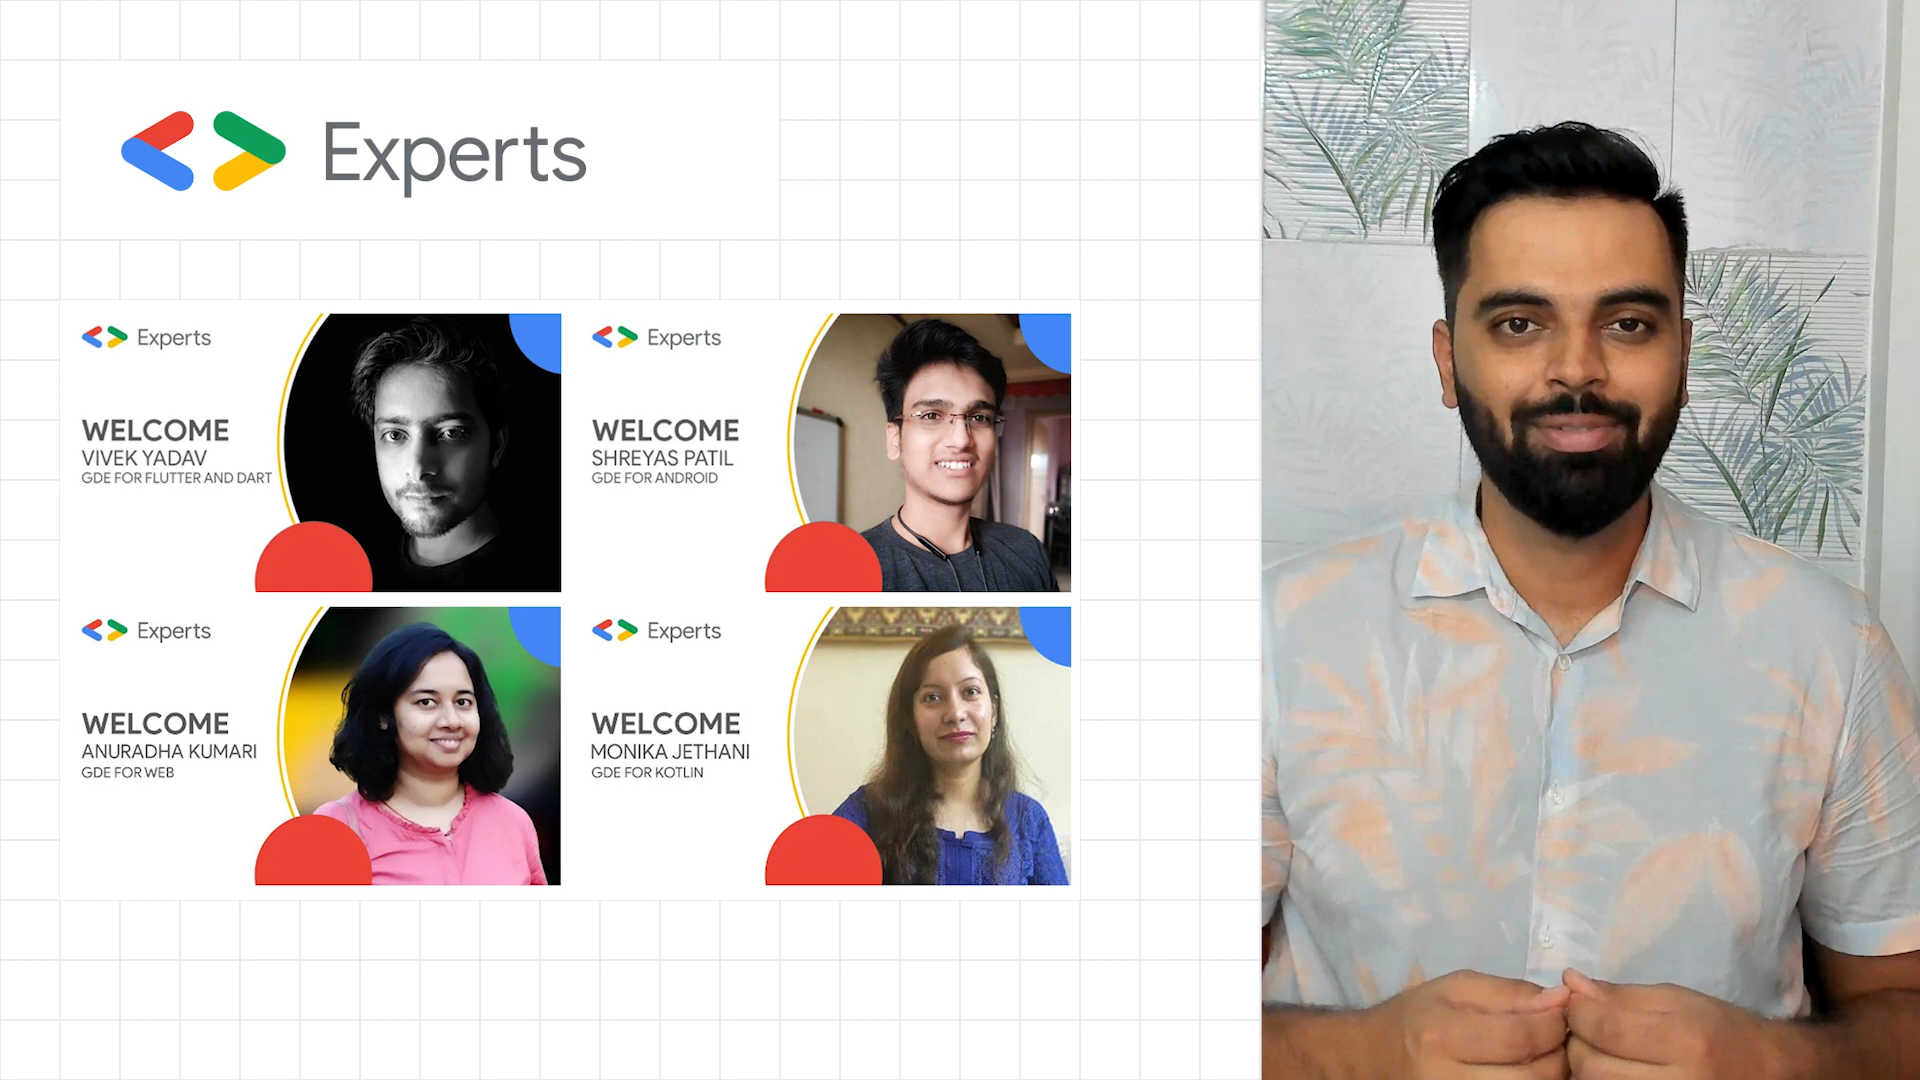 Experts
Experts
WELCOME
VIVEK YADAV
GDE FOR FLUTTER AND DART
Experts
WELCOME
SHREYAS PATIL
GDE FOR ANDROID
Experts
WELCOME
ANURADHA KUMARI
GDE FOR WEB
Experts
WELCOME
MONIKA JETHANI
GDE FOR KOTLIN